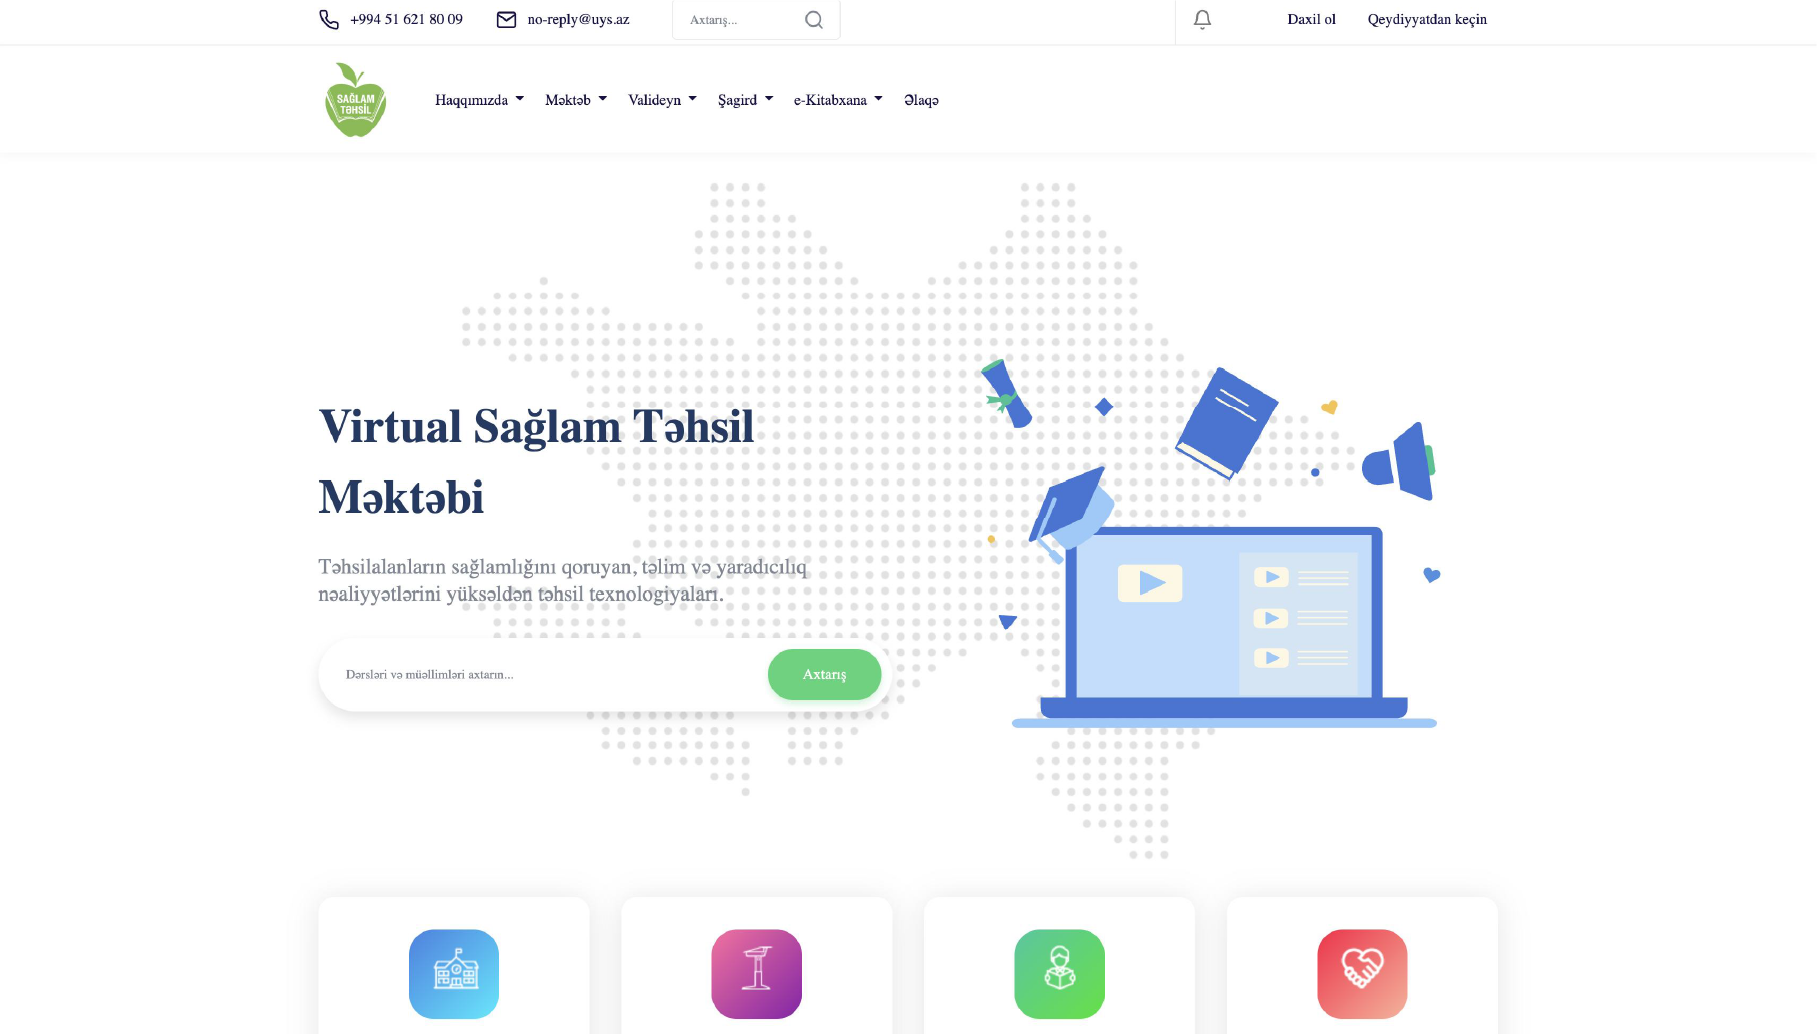 +994 51 621 80 09
no-reply@uys.az
Axtarış...
Daxil ol
Qeydiyyatdan keçin
SAĞLAM
TƏHSİL
Haqqımızda
Məktəb
Valideyn
Şagird
e-Kitabxana
Əlaqə
Virtual Sağlam Təhsil
Məktəbi
Təhsilalanların sağlamlığını qoruyan, təlim və yaradıcılıq
nəaliyyətlərini yüksəldən təhsil texnologiyaları.
Dərsləri və müəllimləri axtarın...
Axtarış